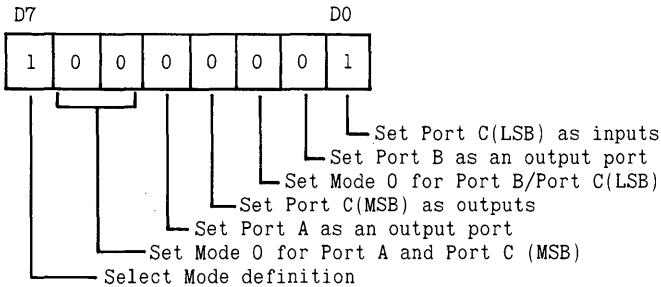 D7 D0
1 0 0 0 0 0 0 1
Set Port C(LSB) as inputs
Set Port B as an output port
Set Mode 0 for Port B/Port C(LSB)
Set Port C(MSB) as outputs
Set Port A as an output port
Set Mode 0 for Port A and Port C (MSB)
Select Mode definition